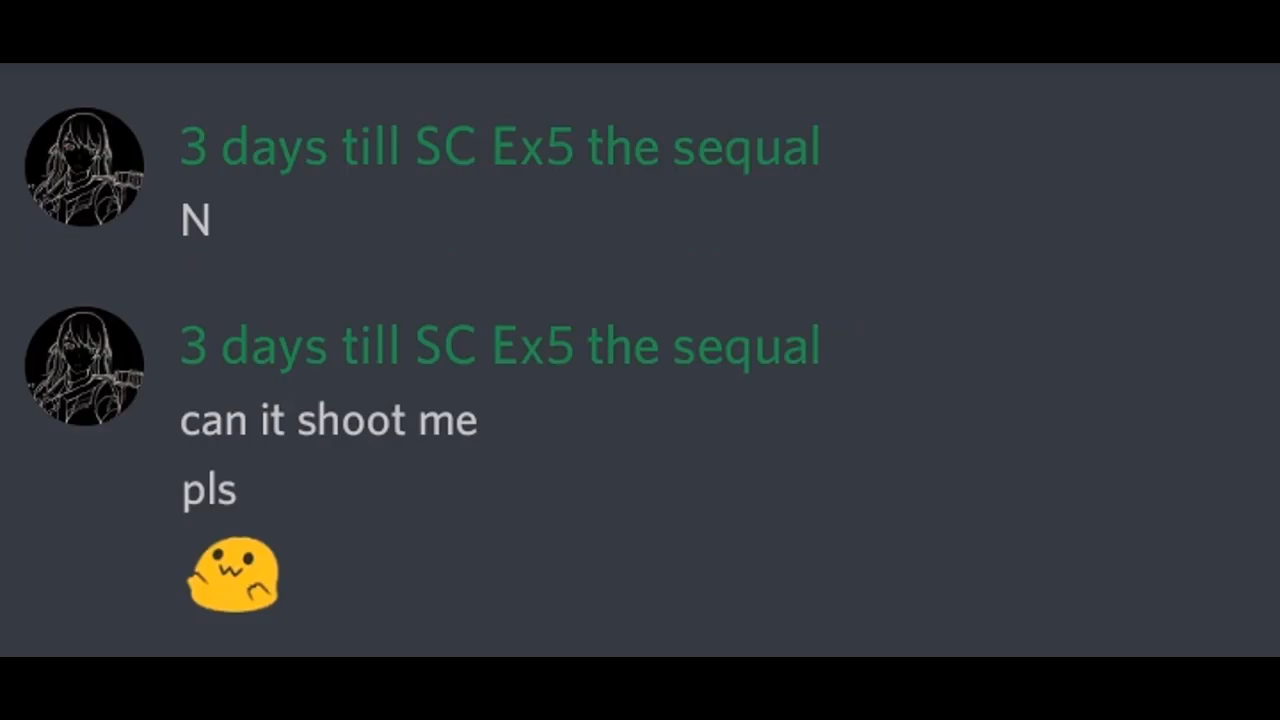 3 days till SC Ex5 the sequal
N
3 days till SC Ex5 the sequal
can it shoot me
pls